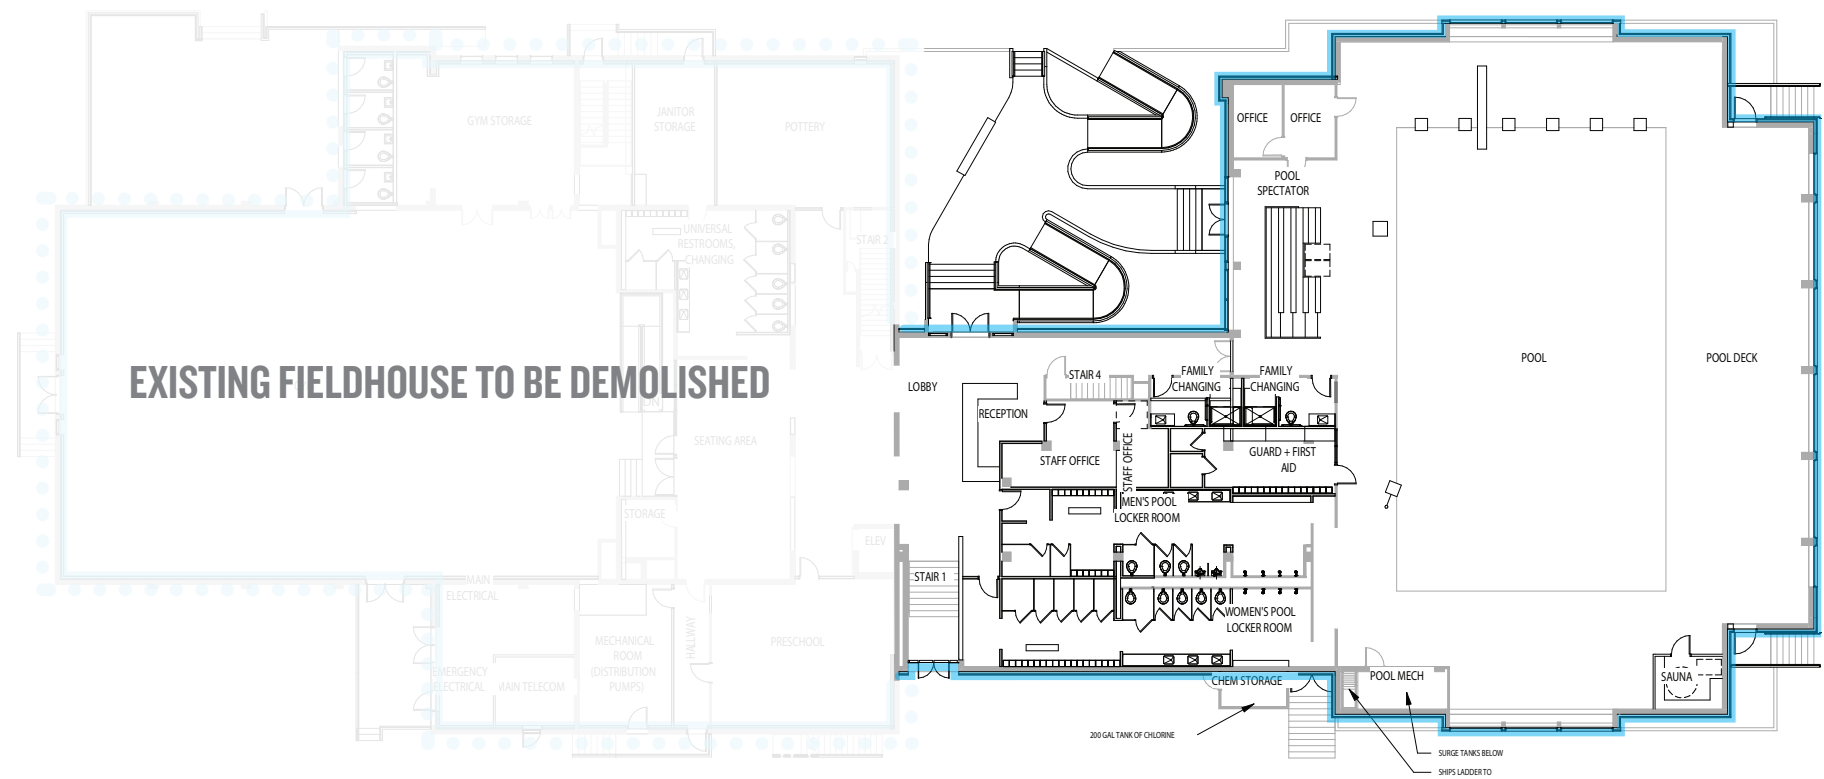 GYM STORAGE
JANITOR
STORAGE
POTTERY
UNIVERSAL
RESTROOMS,
CHANGING
STAIR 2
EXISTING FIELDHOUSE TO BE DEMOLISHED
DN
SEATING AREA
STORAGE
ELEV
MAIN
ELECTRICAL
EMERGENCY
ELECTRICAL
MAIN TELECOM
MECHANICAL
ROOM
(DISTRIBUTION
PUMPS)
HALLWAY
PRESCHOOL
OFFICE
OFFICE
POOL
SPECTATOR
LOBBY
STAIR 4
FAMILY
CHANGING
FAMILY
CHANGING
RECEPTION
STAFF OFFICE
STAFF OFFICE
GUARD + FIRST
AID
MEN'S POOL
LOCKER ROOM
STAIR 1
WOMEN'S POOL
LOCKER ROOM
POOL
POOL DECK
CHEM STORAGE
POOL MECH
SAUNA
200 GAL TANK OF CHLORINE
SURGE TANKS BELOW
SHIPS LADDER TO